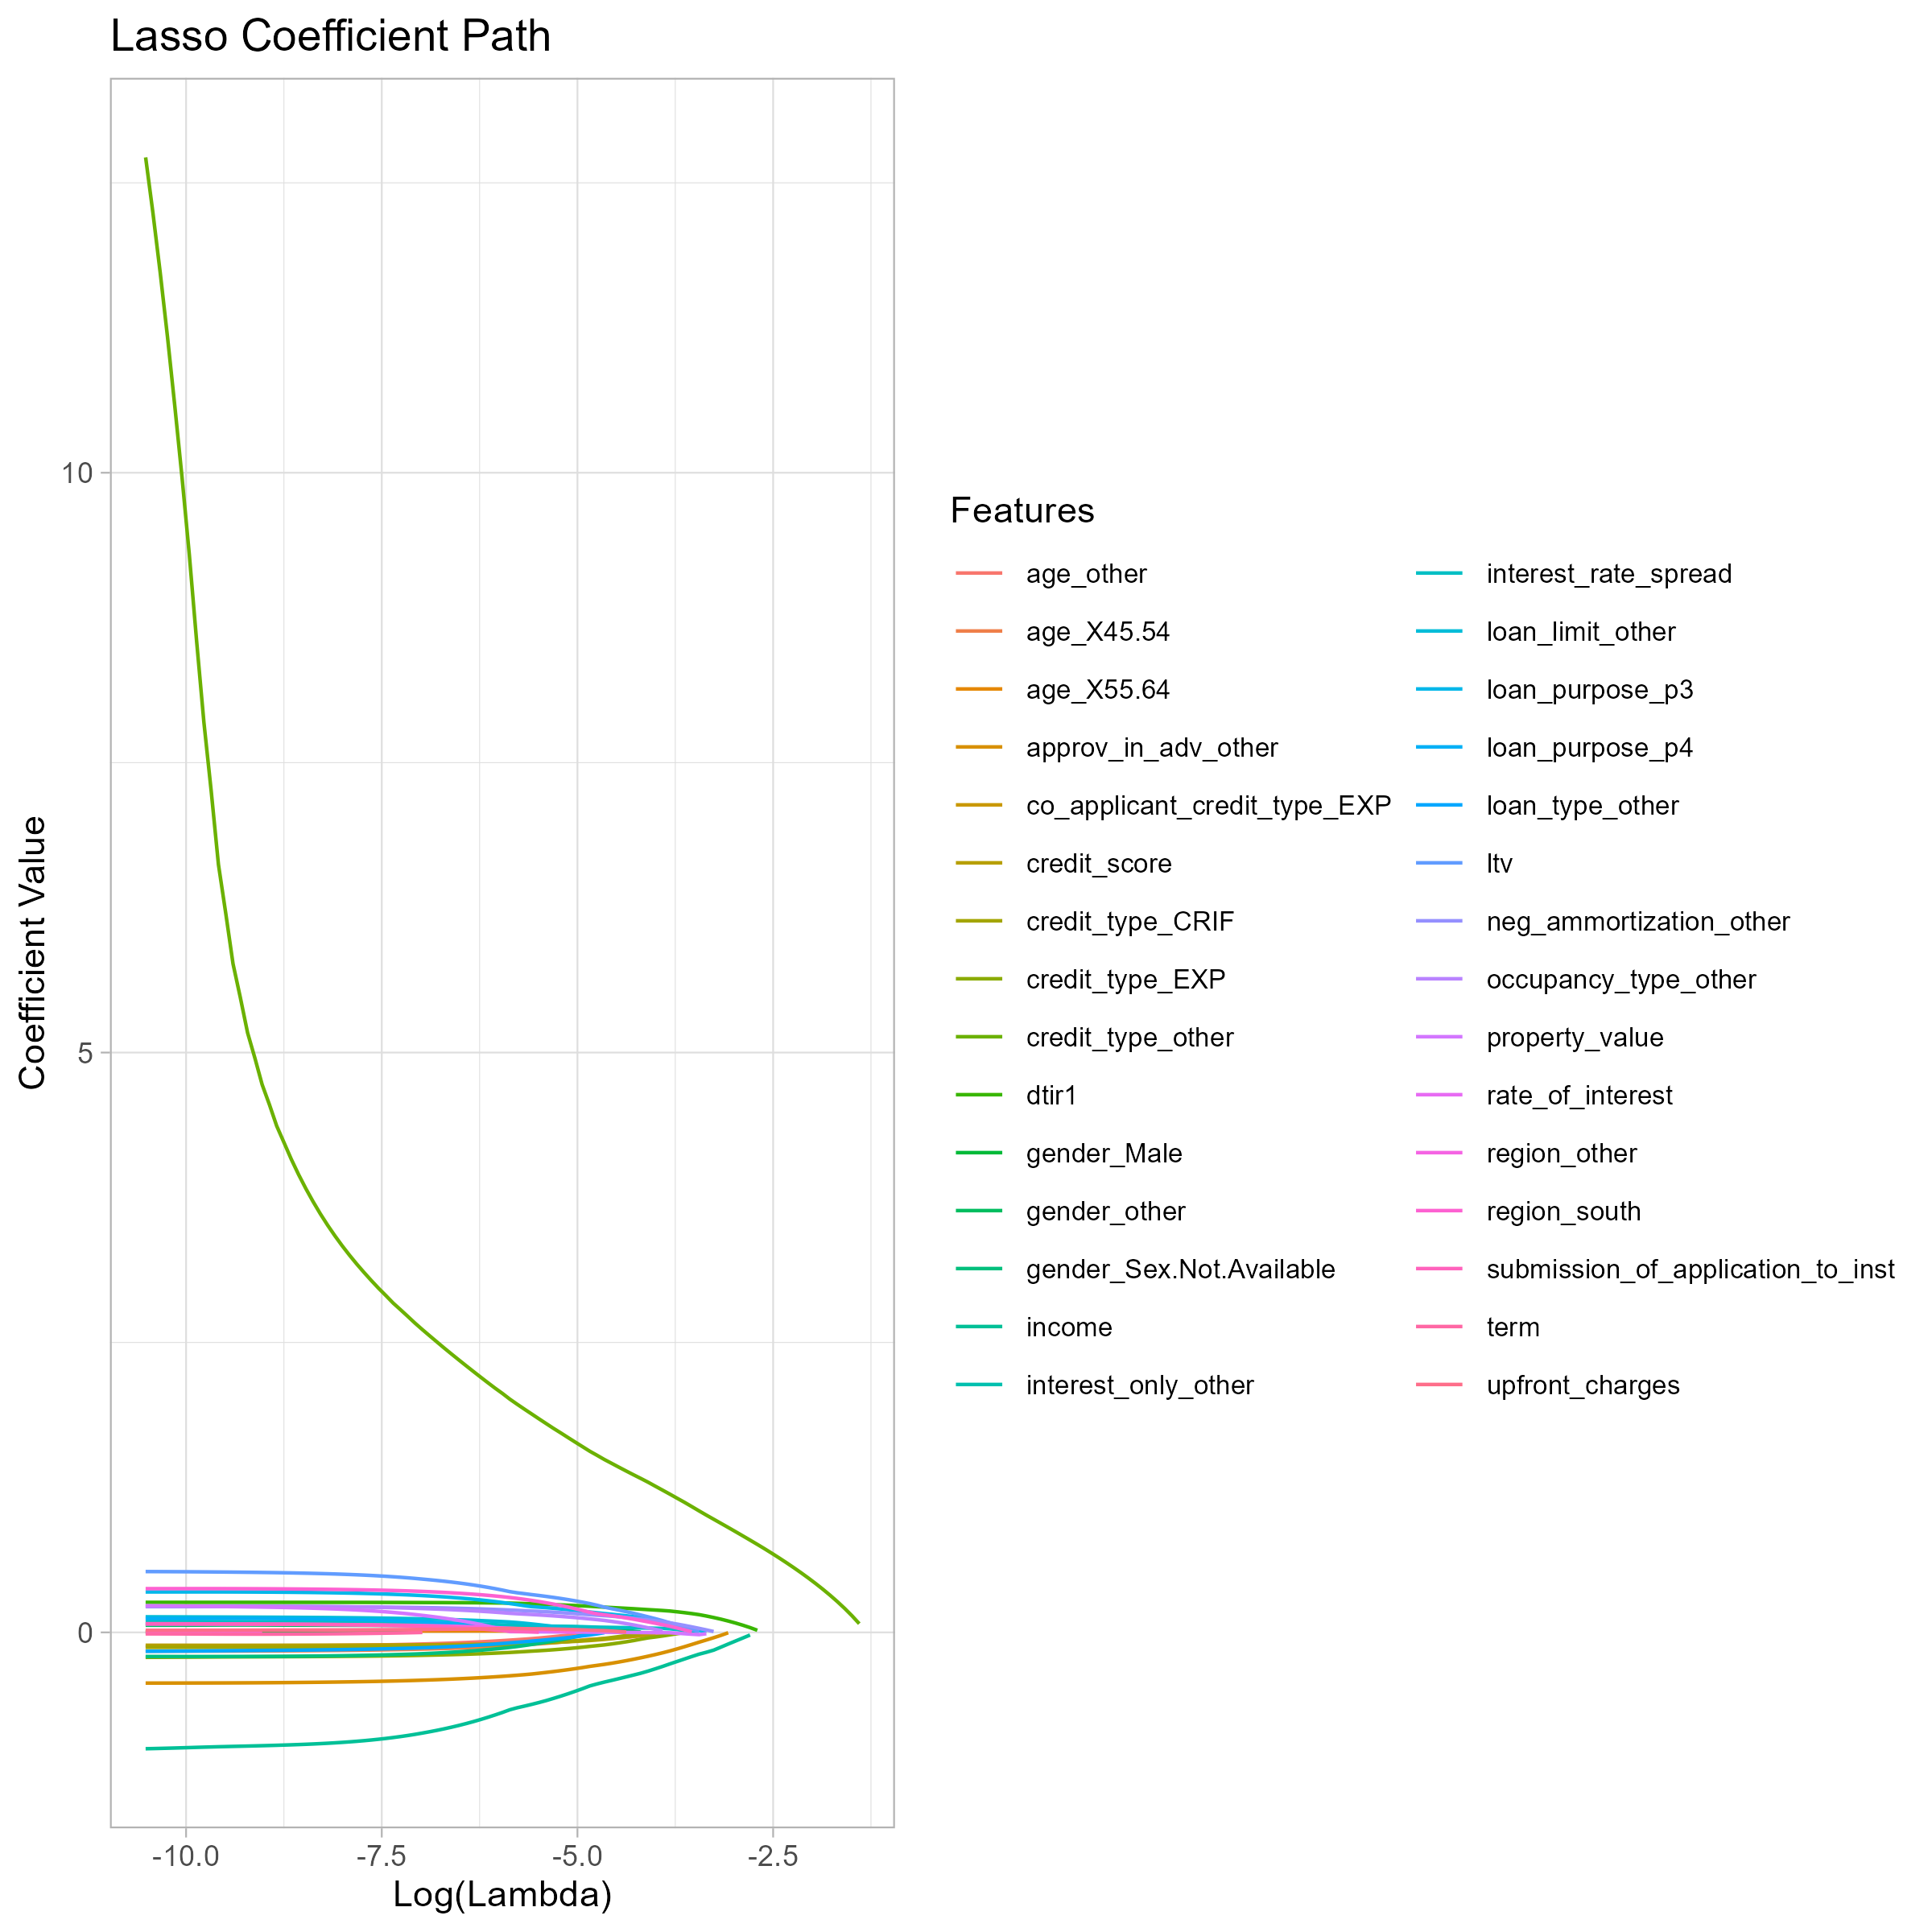 Lasso Coefficient Path
Coefficient Value
10
5
0
-10.0
-7.5
-5.0
-2.5
Log(Lambda)
Features
age_other
age_X45.54
age_X55.64
approv_in_adv_other
co_applicant_credit_type_EXP
credit_score
credit_type_CRIF
credit_type_EXP
credit_type_other
dtir1
gender_Male
gender_other
gender_Sex.Not.Available
income
interest_only_other
interest_rate_spread
loan_limit_other
loan_purpose_p3
loan_purpose_p4
loan_type_other
ltv
neg_ammortization_other
occupancy_type_other
property_value
rate_of_interest
region_other
region_south
submission_of_application_to_inst
term
upfront_charges